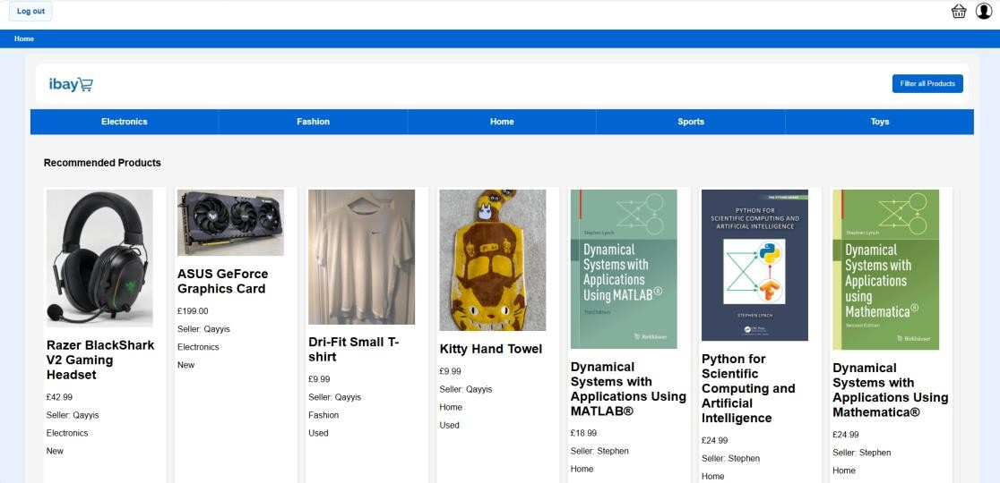 Log out
Home
ibay
Filter all Products
Electronics
Fashion
Home
Sports
Toys
Recommended Products
Razer BlackShark
V2 Gaming
Headset
£42.99
Seller: Qayyis
Electronics
New
ASUS GeForce
Graphics Card
£199.00
Seller: Qayyis
Electronics
New
Dri-Fit Small T-
shirt
£9.99
Seller: Qayyis
Fashion
Used
Kitty Hand Towel
£9.99
Seller: Qayyis
Home
Used
Stephen Lynch
Dynamical
Systems with
Applications
Using MATLAB®
Third Edition
Birkhäuser
Dynamical
Systems with
Applications Using
MATLAB®
£18.99
Seller: Stephen
Home
PYTHON FOR
SCIENTIFIC COMPUTING AND
ARTIFICIAL INTELLIGENCE
STEPHEN LYNCH
Python for
Scientific
Computing and
Artificial
Intelligence
£24.99
Seller: Stephen
Home
Stephen Lynch
Dynamical
Systems with
Applications
using
Mathematica®
Second Edition
Birkhäuser
Dynamical
Systems with
Applications Using
Mathematica®
£24.99
Seller: Stephen
Home